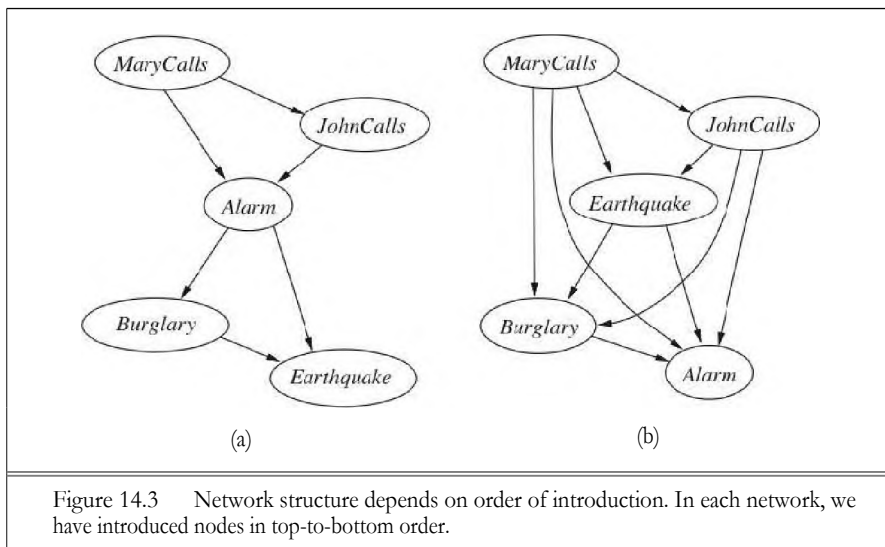 MaryCalls
JohnCalls
Alarm
Burglary
Earthquake
(a)
MaryCalls
JohnCalls
Earthquake
Burglary
Alarm
(b)
Figure 14.3 Network structure depends on order of introduction. In each network, we
have introduced nodes in top-to-bottom order.